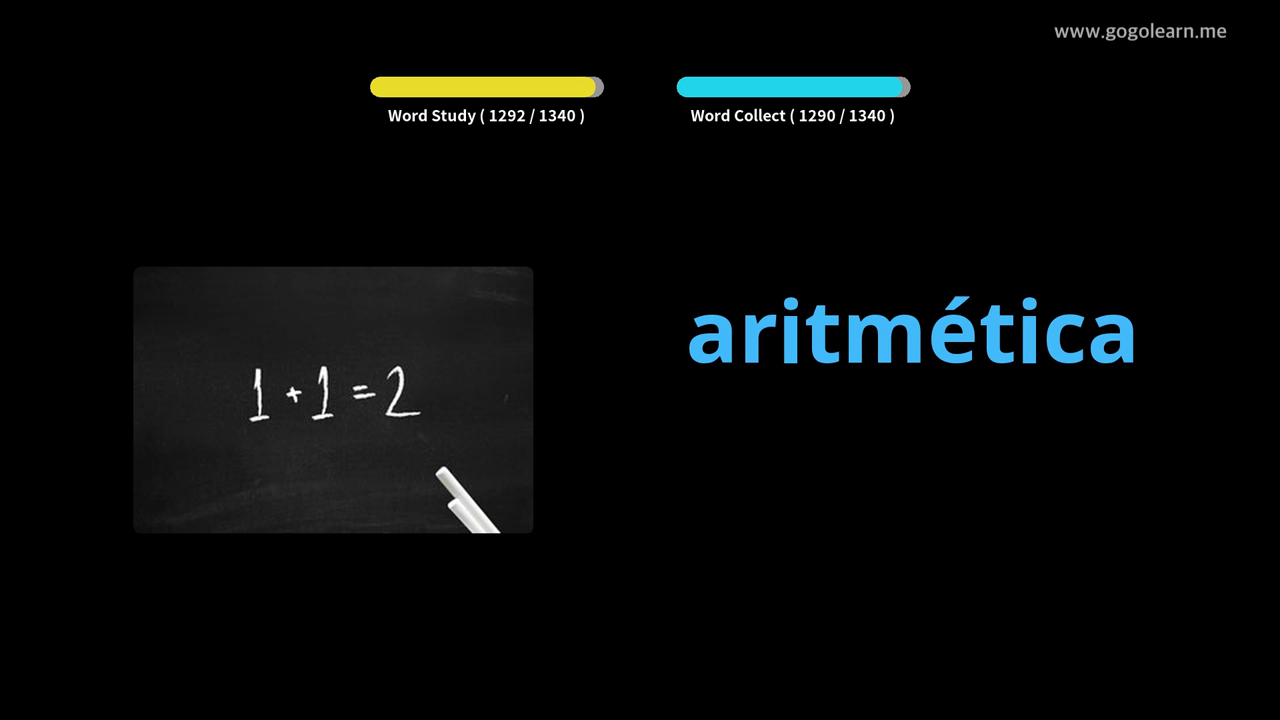 www.gogolearn.me
Word Study ( 1292 / 1340 )
Word Collect ( 1290 / 1340 )
aritmética
1 + 1 = 2